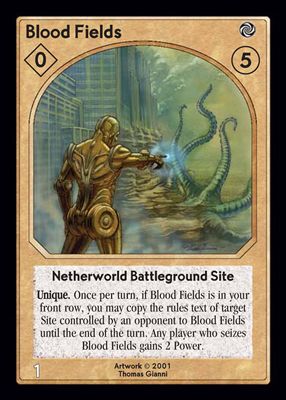 Blood Fields
0
5
Netherworld Battleground Site
Unique. Once per turn, if Blood Fields is in your
front row, you may copy the rules text of target
Site controlled by an opponent to Blood Fields
until the end of the turn. Any player who seizes
Blood Fields gains 2 Power.
1
Artwork © 2001
Thomas Gianni